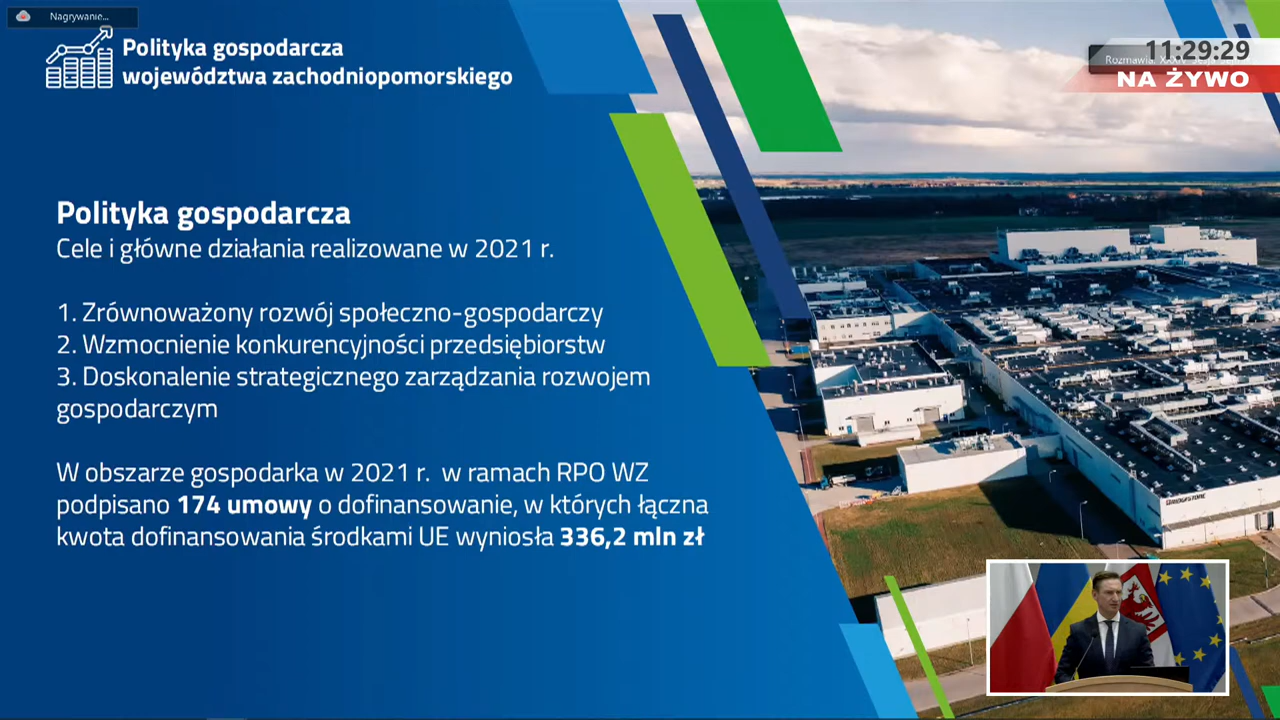 Nagrywanie...
Polityka gospodarcza
województwa zachodniopomorskiego
11:29:29
NA ŻYWO
Polityka gospodarcza
Cele i główne działania realizowane w 2021 r.
1. Zrównoważony rozwój społeczno-gospodarczy
2. Wzmocnienie konkurencyjności przedsiębiorstw
3. Doskonalenie strategicznego zarządzania rozwojem
gospodarczym
W obszarze gospodarka w 2021 r. w ramach RPO WZ
podpisano 174 umowy o dofinansowanie, w których łączna
kwota dofinansowania środkami UE wyniosła 336,2 mln zł
BRIDGESTONE